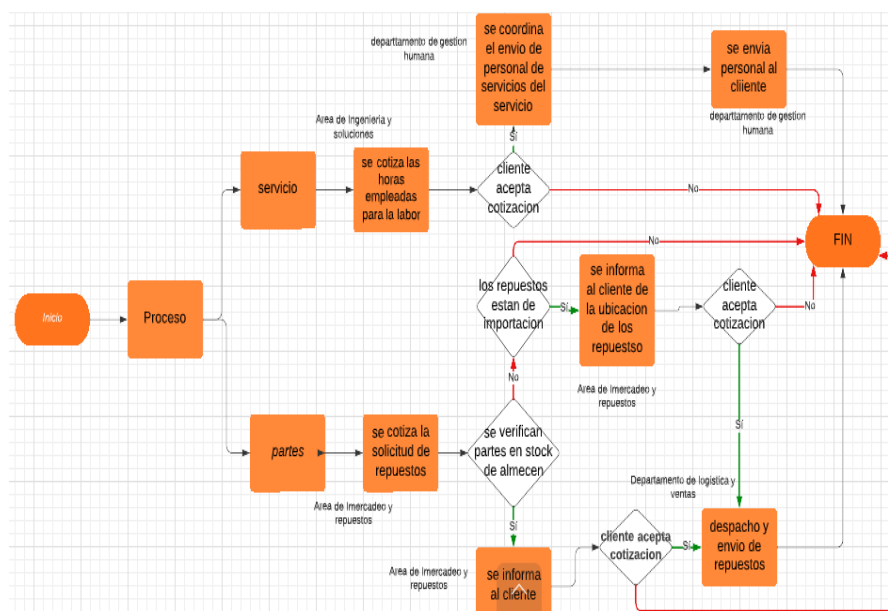 departtamento de gestion
humana
se coordina
el envio de
personal de
servicios del
servicio
se envia
personal al
cliiente
departtamento de gestion
humana
Area de Ingenieria y
soluciones
Sí
servicio
se cotiza las
horas
empleadas
para la labor
cliente
acepta
cotizacion
No
FIN
No
los repuestos
estan de
importacion
Sí
se informa
al cliente de
la ubicacion
de los
repuestso
cliente
acepta
cotizacion
No
Inicio
Proceso
No
Area de lmercadeo y
repuestos
Sí
partes
se cotiza la
solicitud de
repuestos
se verifican
partes en stock
de almecen
Departamento de logistica y
ventas
Area de lmercadeo y
repuestos
Sí
Area de lmercadeo y
repuestos
se informa
al cliente
cliente acepta
cotizacion
Sí
despacho y
envio de
repuestos